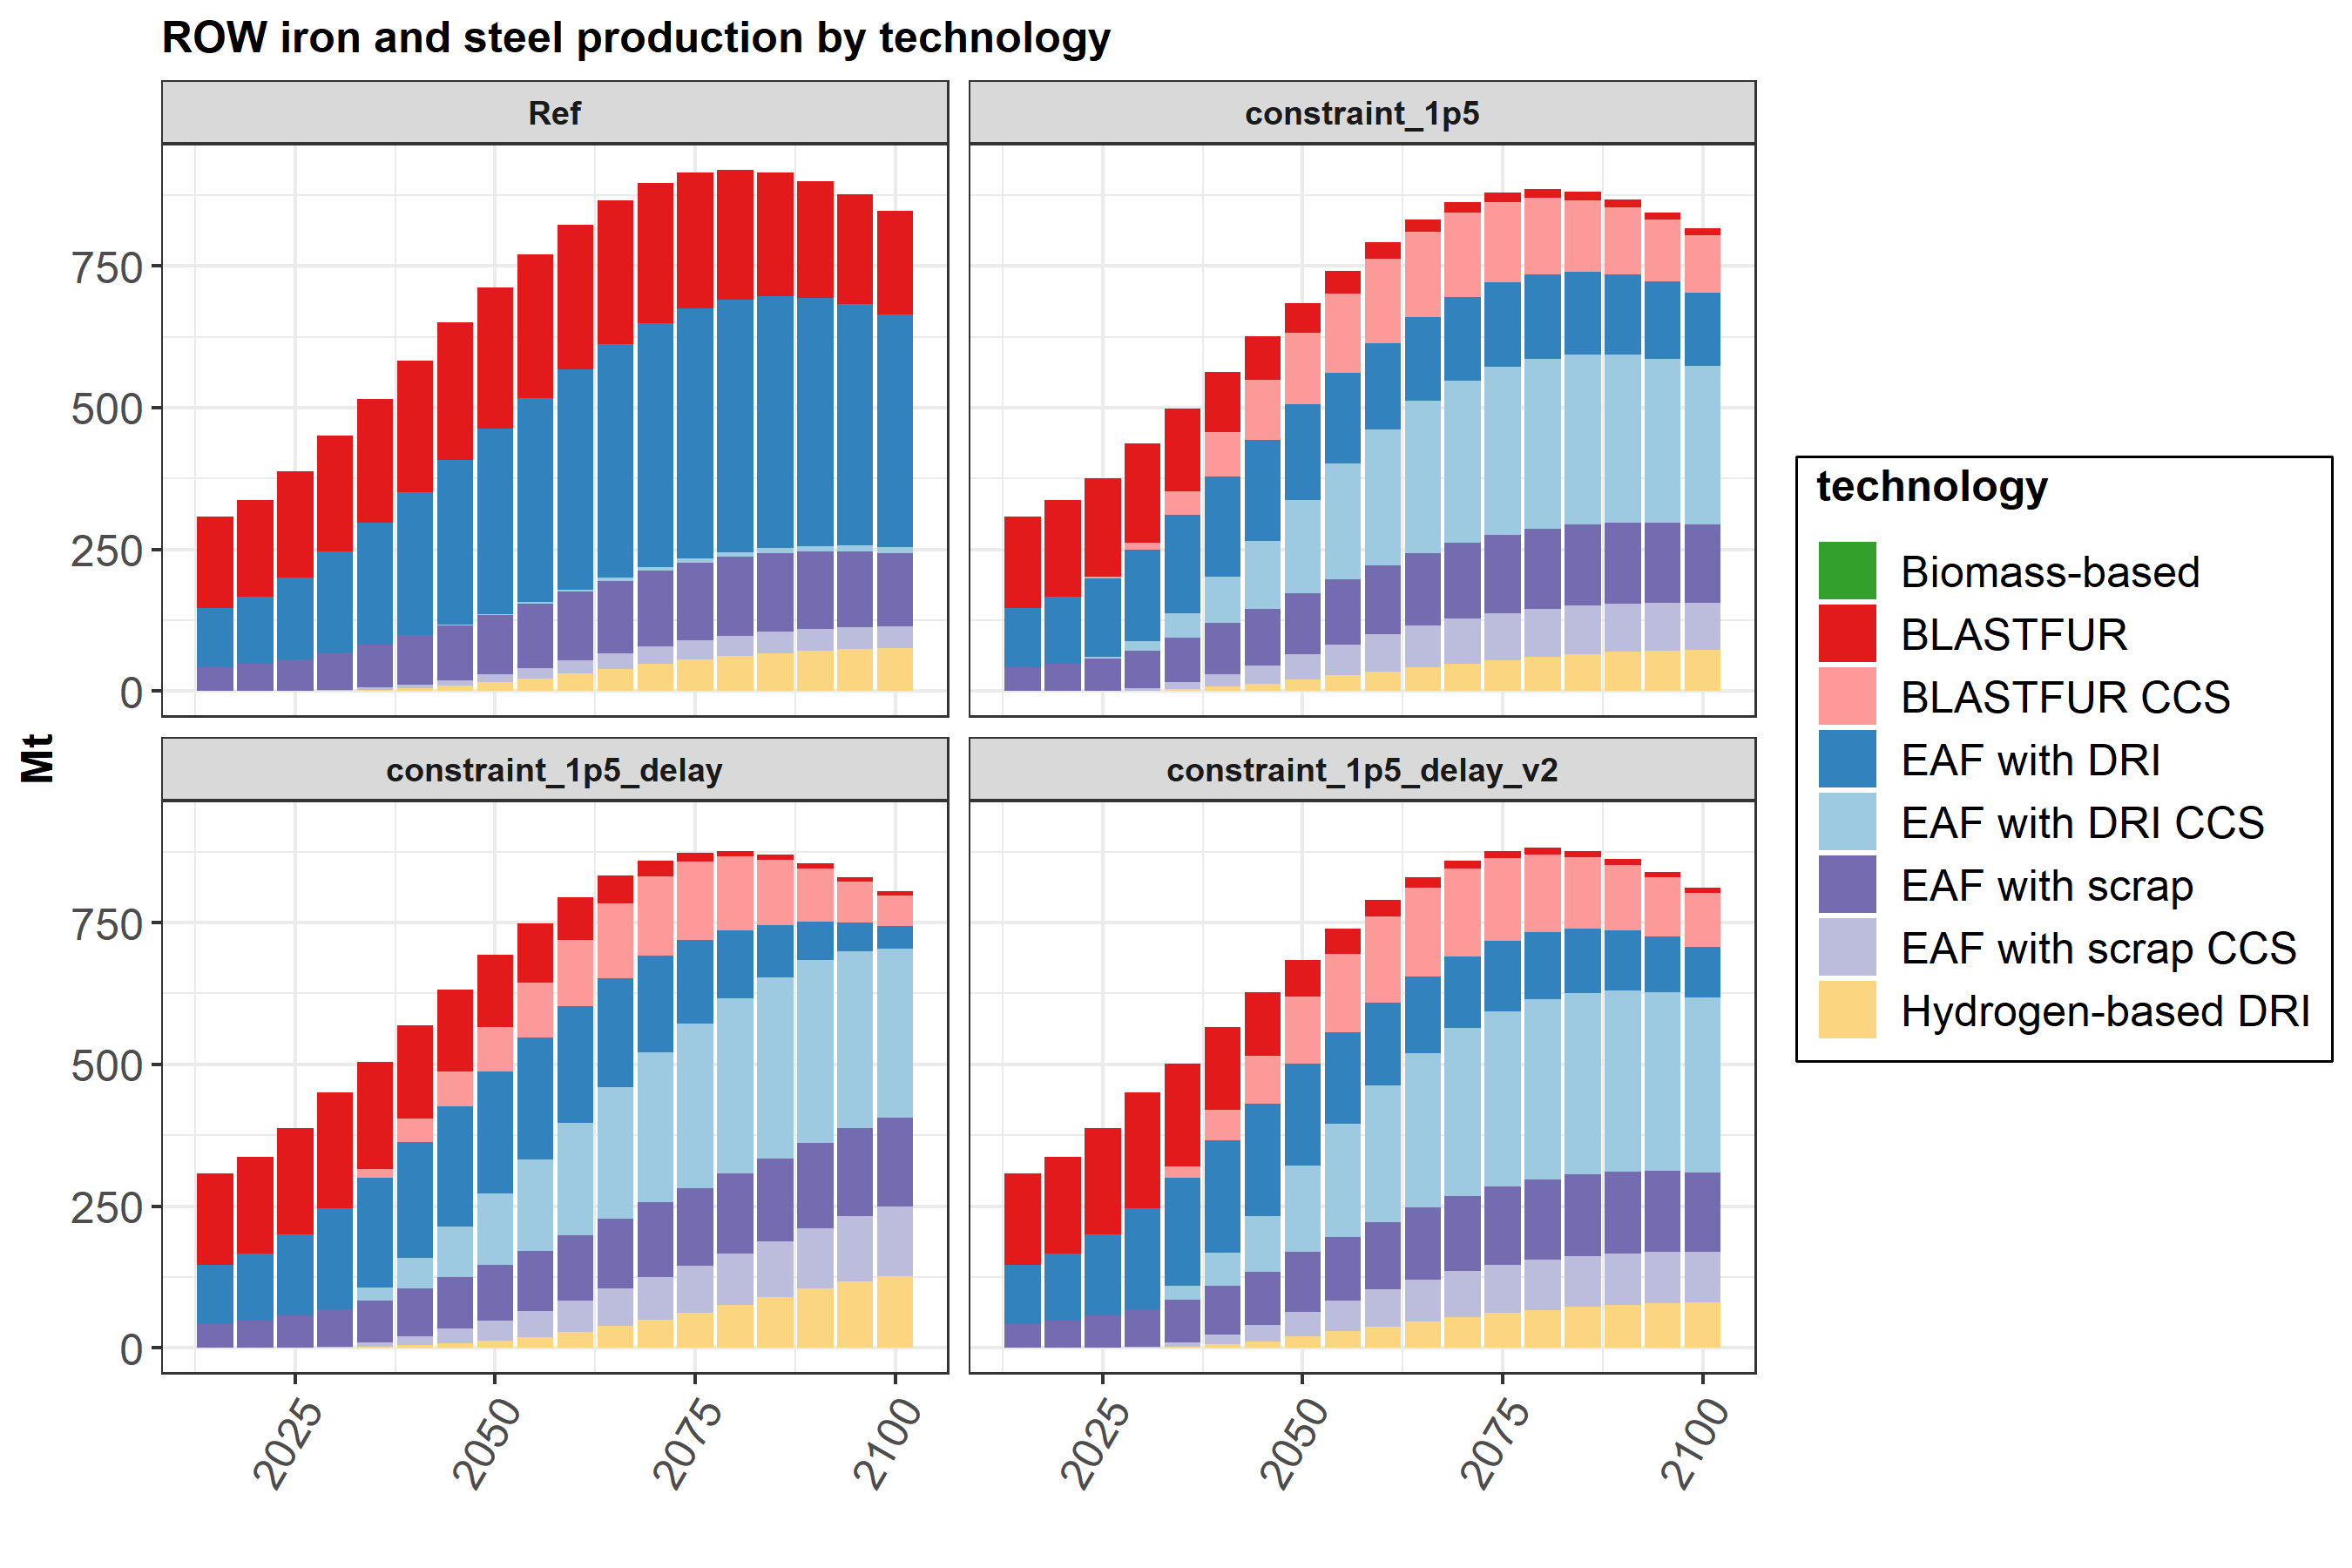 ROW iron and steel production by technology
Ref
constraint_1p5
750
500
250
0
Mt
constraint_1p5_delay
constraint_1p5_delay_v2
750
500
250
0
2025
2050
2075
2100
2025
2050
2075
2100
technology
Biomass-based
BLASTFUR
BLASTFUR CCS
EAF with DRI
EAF with DRI CCS
EAF with scrap
EAF with scrap CCS
Hydrogen-based DRI